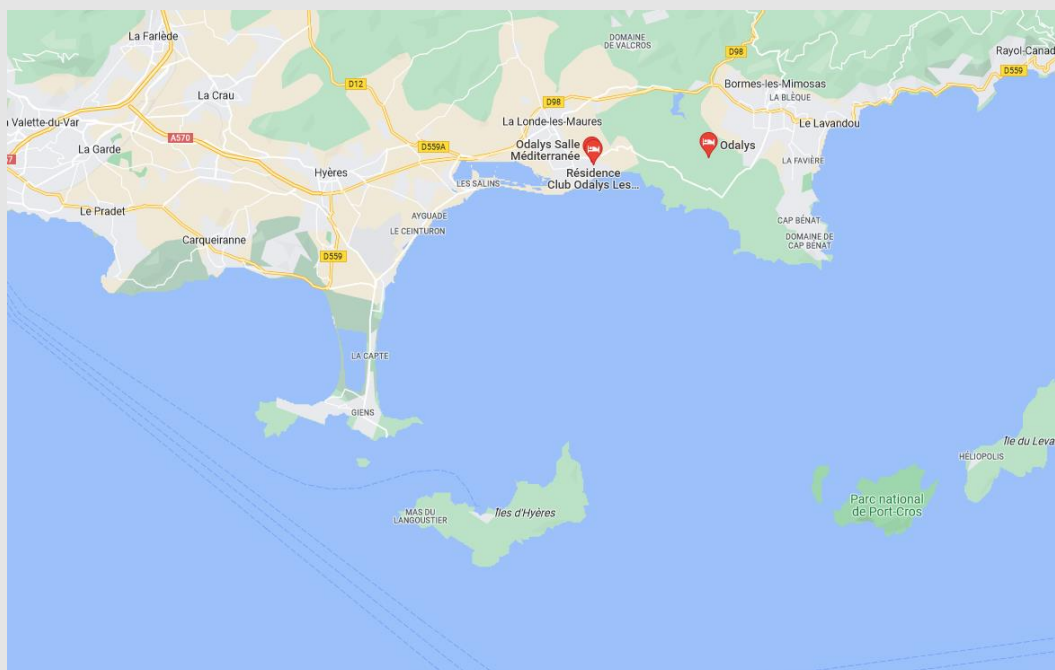 La Farlède
DOMAINE
DE VALCROS
D98
Rayol-Canad
D559
D12
La Crau
D98
Bormes-les-Mimosas
LA BLÈQUE
a Valette-du-Var
La Londe-les-Maures
Le Lavandou
A570
La Garde
D559A
Odalys Salle
Méditerranée
Odalys
57
LA FAVIÈRE
Hyères
Résidence
Club Odalys Les...
LES SALINS
Le Pradet
AYGUADE
LE CEINTURON
CAP BÉNAT
Carqueiranne
DOMAINE DE
CAP BÉNAT
D559
LA CAPTE
GIENS
Île du Leva
HÉLIOPOLIS
Parc national
de Port-Cros
MAS DU
LANGOUSTIER
Îles d'Hyères